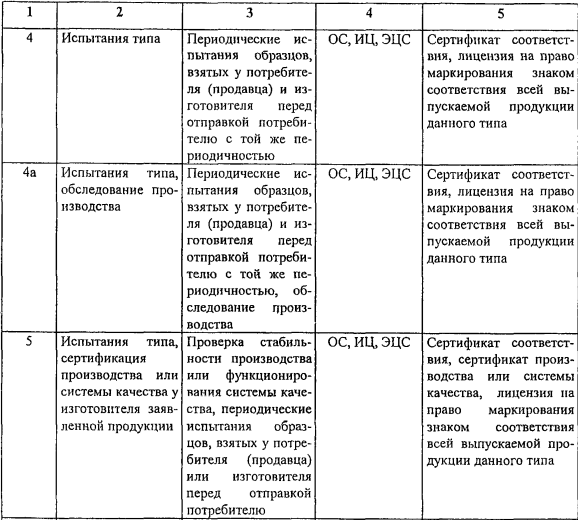 1 2 3 4 5
4 Испытания типа Периодические ис- ОС, ИЦ, ЭЦС Сертификат соответст-
пытания образцов, вия, лицензия на право
взятых у потребите- маркирования знаком
ля (продавца) и из- соответствия всей вы-
готовителя перед пускаемой продукции
отправкой потреби- данного типа
телю с той же пе-
риодичностью
4а Испытания типа, Периодические ис- ОС, ИЦ, ЭЦС Сертификат соответст-
обследование про- пытания образцов, вия, лицензия на право
изводства взятых у потребите- маркирования знаком
ля (продавца) и из- соответствия всей вы-
готовителя перед пускаемой продукции
отправкой потреби- данного типа
телю с той же пе-
риодичностью, об-
следование произ-
водства
5 Испытания типа, Проверка стабиль- ОС, ИЦ, ЭЦС Сертификат соответст-
сертификация ности производства вия, сертификат произ-
производства или или функциониро- водства или системы
системы качества у вания системы каче- качества, лицензия на
изготовителя заяв- ства, периодические право маркирования
ленной продукции испытания образ- знаком соответствия
цов, взятых у потре- всей выпускаемой про-
бителя (продавца) дукции данного типа
или изготовителя
перед отправкой
потребителю